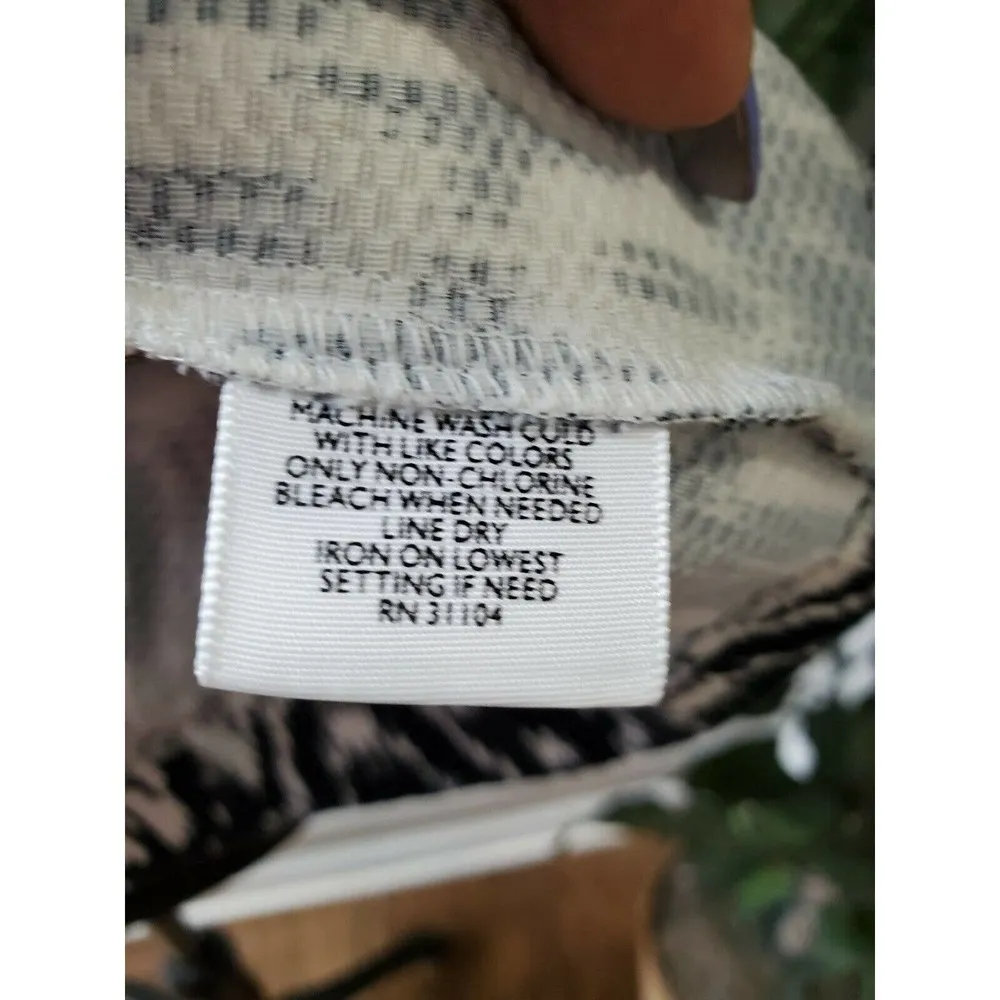 MACHINE WASH COLD
WITH LIKE COLORS
ONLY NON-CHLORINE
BLEACH WHEN NEEDED
LINE DRY
IRON ON LOWEST
SETTING IF NEED
RN 31104